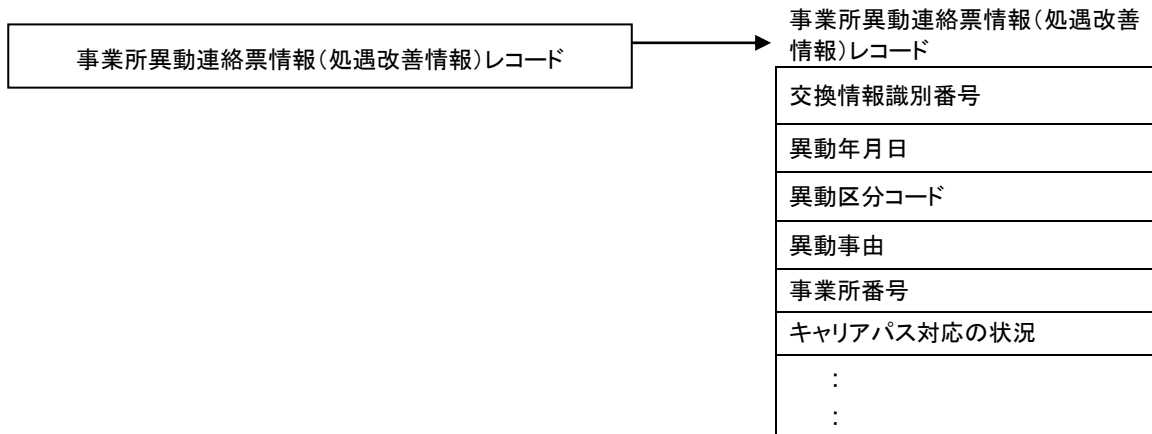 事業所異動連絡票情報(処遇改善情報)レコード
事業所異動連絡票情報(処遇改善
情報)レコード
交換情報識別番号
異動年月日
異動区分コード
異動事由
事業所番号
キャリアパス対応の状況
:
: